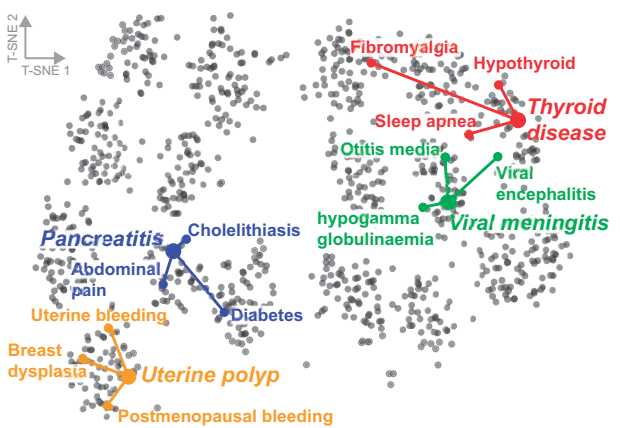 T-SNE 2
T-SNE 1
Fibromyalgia
Hypothyroid
Thyroid
disease
Sleep apnea
Otitis media
Viral
encephalitis
hypogamma
globulinaemia
Viral meningitis
Pancreatitis
Cholelithiasis
Abdominal
pain
Diabetes
Uterine bleeding
Breast
dysplasia
Uterine polyp
Postmenopausal bleeding